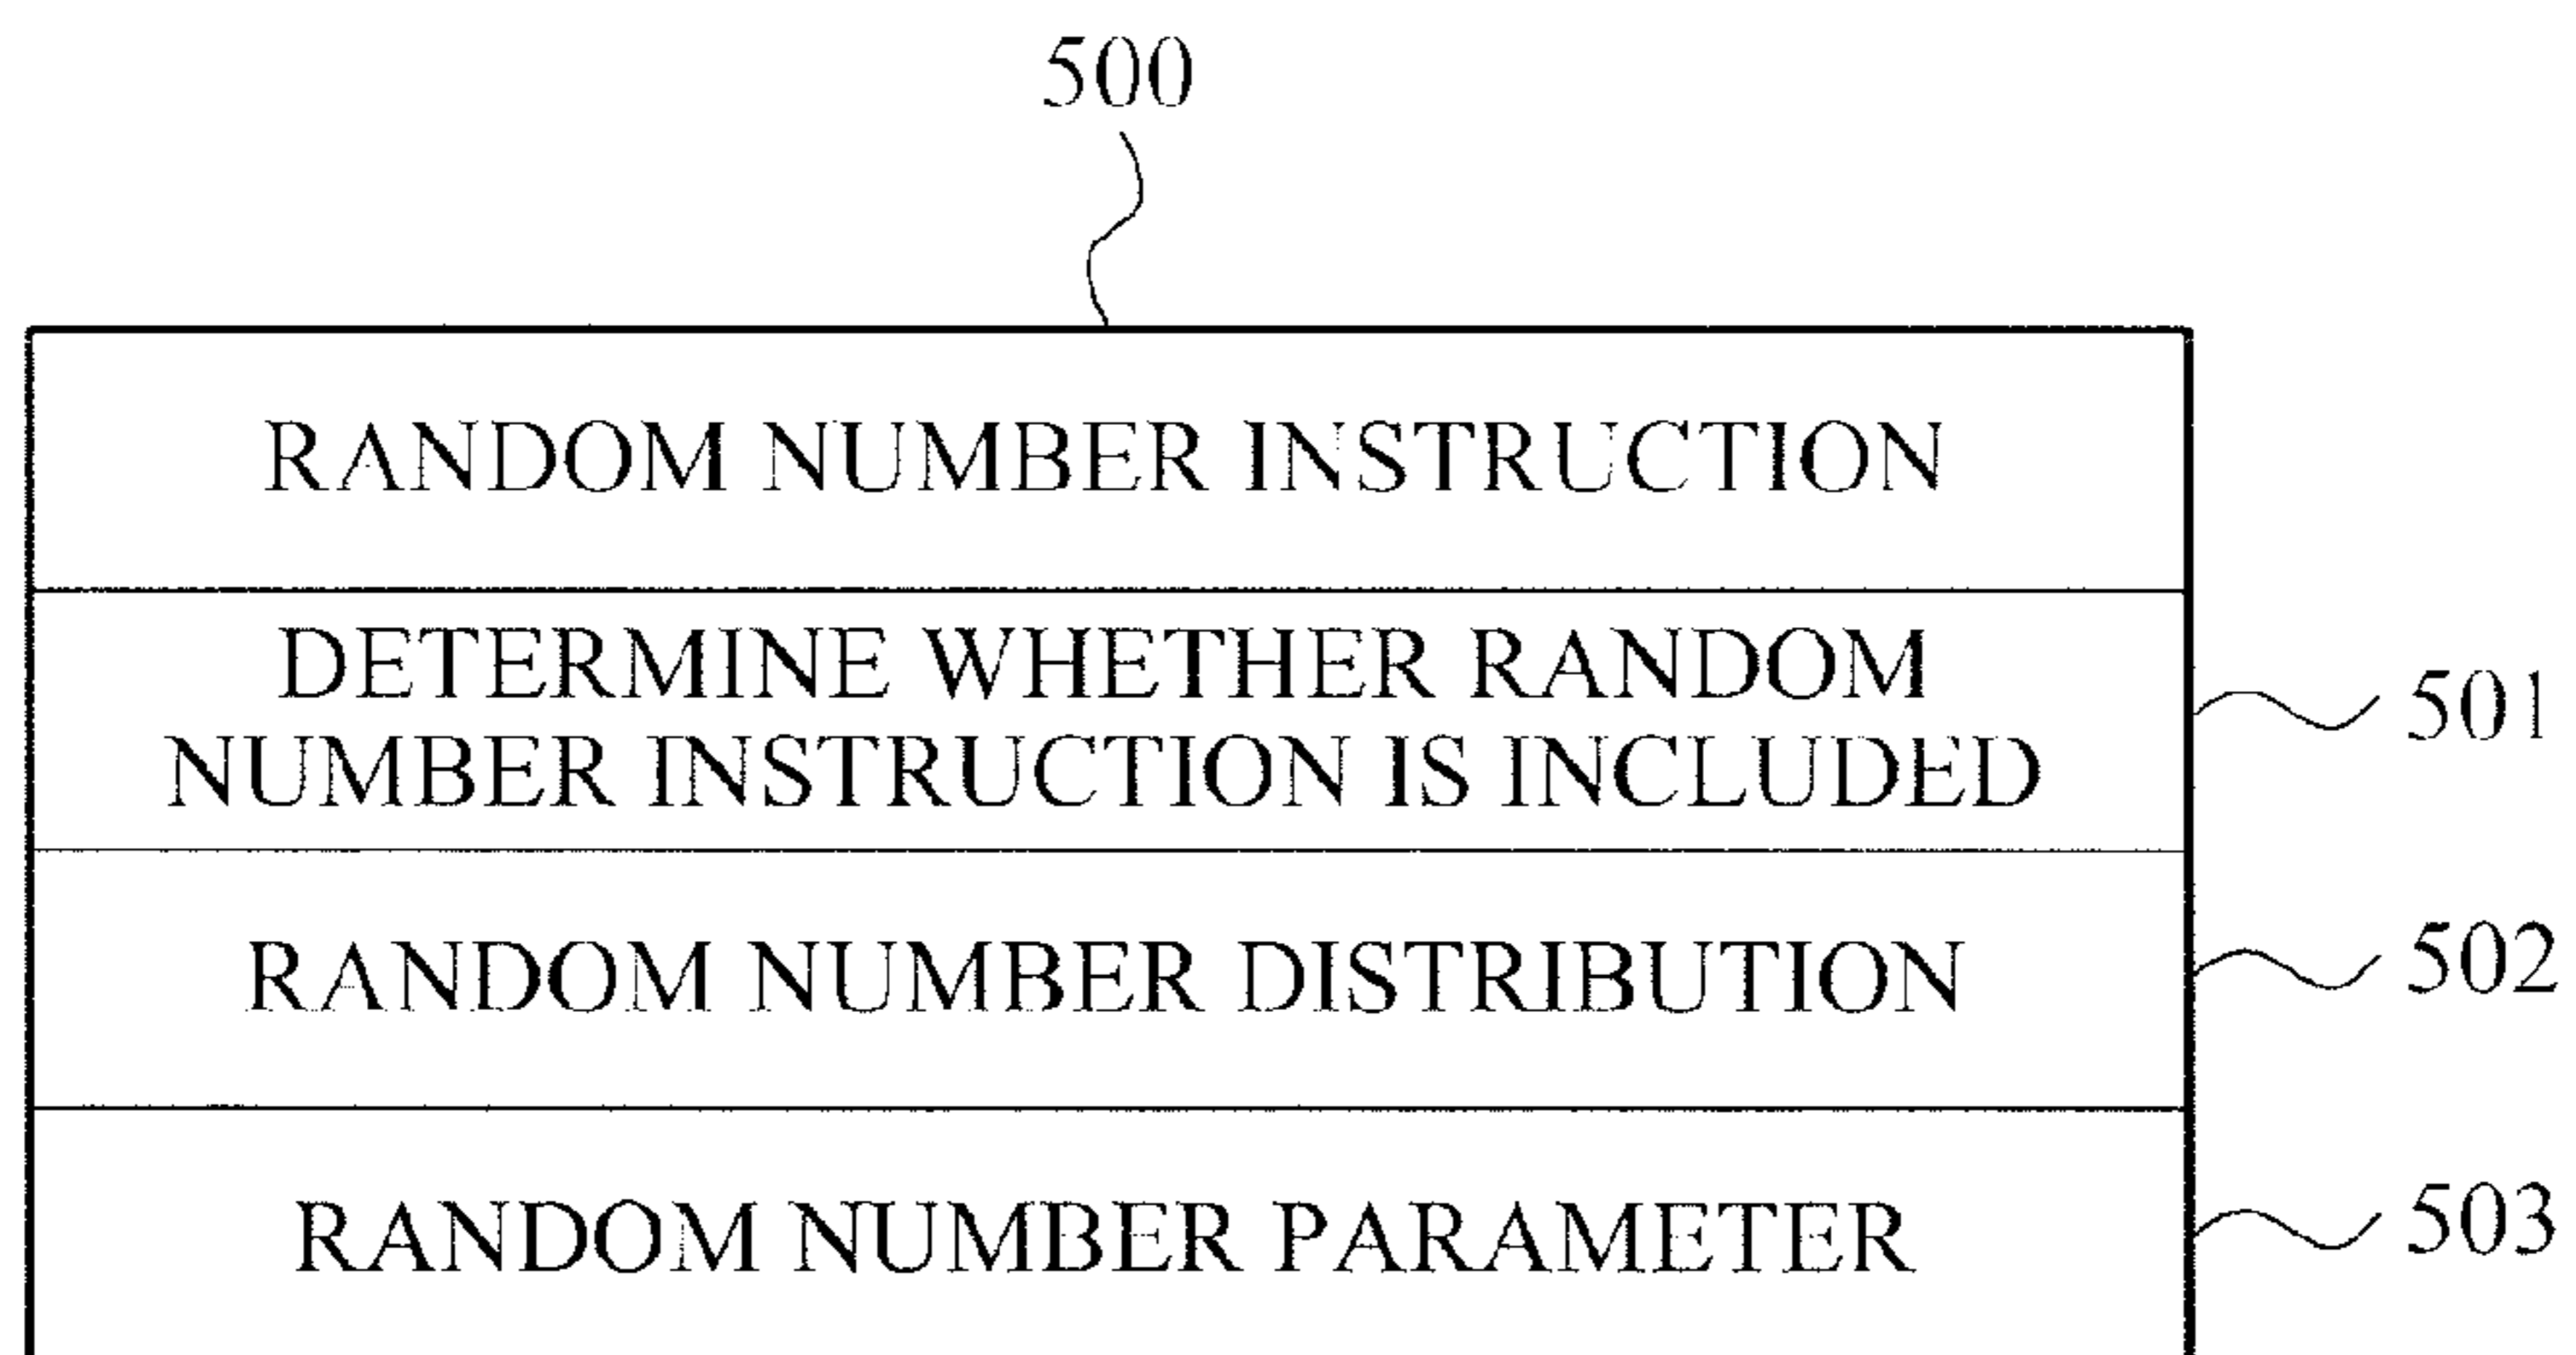 500
RANDOM NUMBER INSTRUCTION
DETERMINE WHETHER RANDOM
NUMBER INSTRUCTION IS INCLUDED
501
RANDOM NUMBER DISTRIBUTION
502
RANDOM NUMBER PARAMETER
503